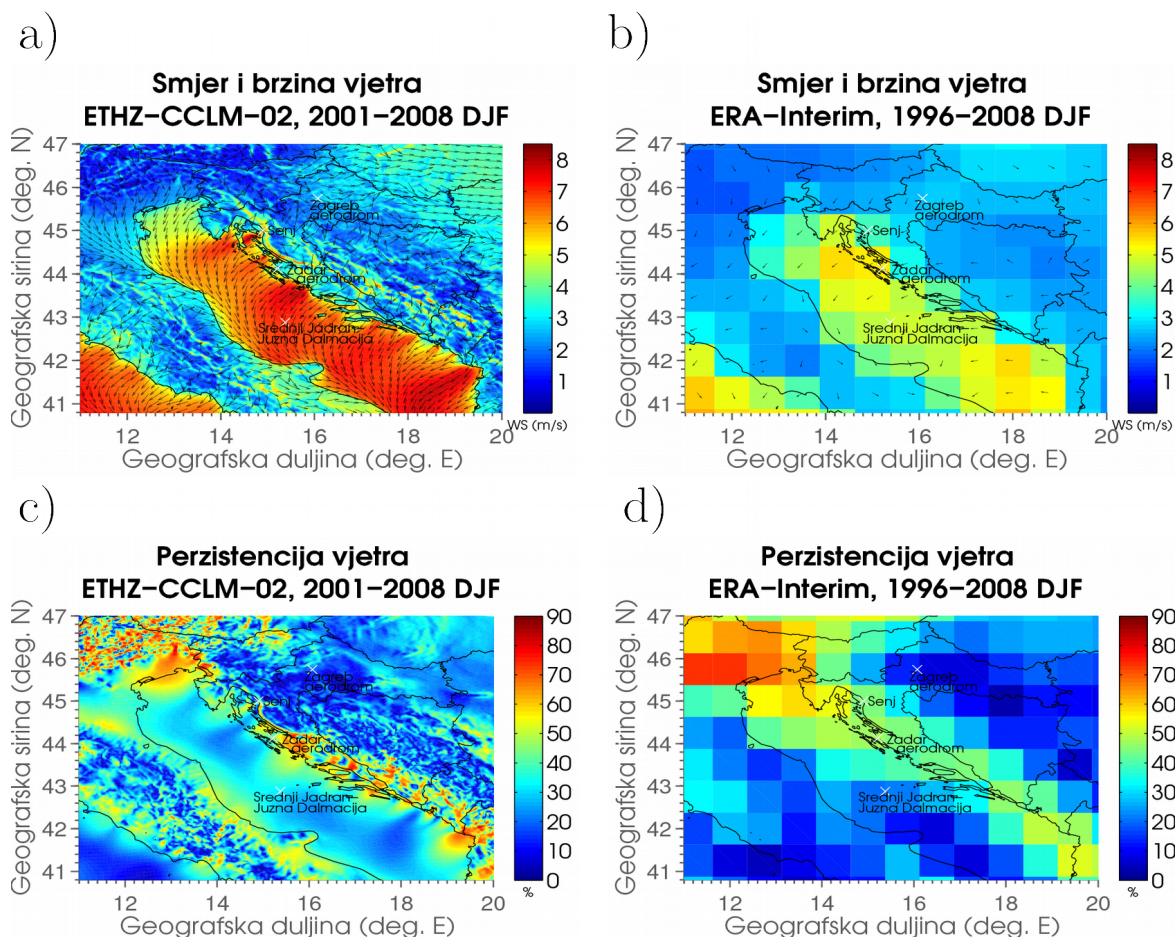 a)
Smjer i brzina vjetra
ETHZ-CCLM-02, 2001-2008 DJF
Geografska sirina (deg. N)
47
46
45
44
43
42
41
Zagreb
aerodrom
Senj
Zadar
aerodrom
Srednji Jadran-
Juzna Dalmacija
12
14
16
18
20
Geografska duljina (deg. E)
8
7
6
5
4
3
2
1
WS (m/s)
b)
Smjer i brzina vjetra
ERA-Interim, 1996-2008 DJF
Geografska sirina (deg. N)
47
46
45
44
43
42
41
Zagreb
aerodrom
Senj
Zadar
aerodrom
Srednji Jadran-
Juzna Dalmacija
12
14
16
18
20
Geografska duljina (deg. E)
8
7
6
5
4
3
2
1
WS (m/s)
c)
Perzistencija vjetra
ETHZ-CCLM-02, 2001-2008 DJF
Geografska sirina (deg. N)
47
46
45
44
43
42
41
Zagreb
aerodrom
Senj
Zadar
aerodrom
Srednji Jadran-
Juzna Dalmacija
12
14
16
18
20
Geografska duljina (deg. E)
90
80
70
60
50
40
30
20
10
0
%
d)
Perzistencija vjetra
ERA-Interim, 1996-2008 DJF
Geografska sirina (deg. N)
47
46
45
44
43
42
41
Zagreb
aerodrom
Senj
Zadar
aerodrom
Srednji Jadran-
Juzna Dalmacija
12
14
16
18
20
Geografska duljina (deg. E)
90
80
70
60
50
40
30
20
10
0
%